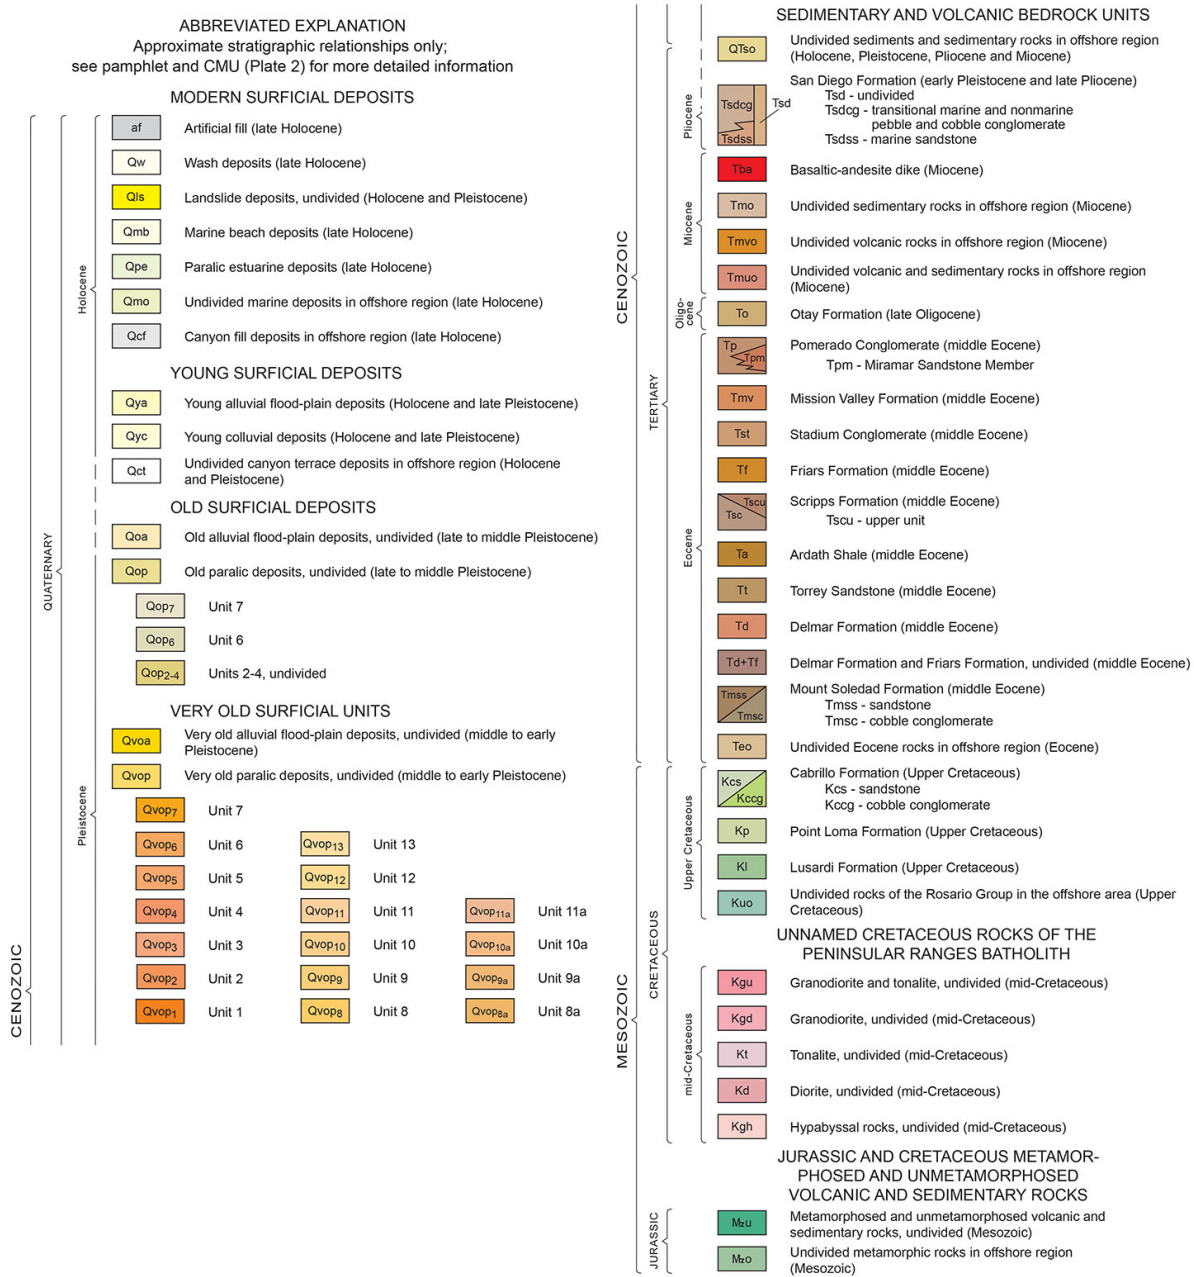 ABBREVIATED EXPLANATION
Approximate stratigraphic relationships only;
see pamphlet and CMU (Plate 2) for more detailed information
MODERN SURFICIAL DEPOSITS
af Artificial fill (late Holocene)
Qw Wash deposits (late Holocene)
Qls Landslide deposits, undivided (Holocene and Pleistocene)
Qmb Marine beach deposits (late Holocene)
Qpe Paralic estuarine deposits (late Holocene)
Qmo Undivided marine deposits in offshore region (late Holocene)
Qcf Canyon fill deposits in offshore region (late Holocene)
YOUNG SURFICIAL DEPOSITS
Qya Young alluvial flood-plain deposits (Holocene and late Pleistocene)
Qyc Young colluvial deposits (Holocene and late Pleistocene)
Qct Undivided canyon terrace deposits in offshore region (Holocene
and Pleistocene)
OLD SURFICIAL DEPOSITS
Qoa Old alluvial flood-plain deposits, undivided (late to middle Pleistocene)
Qop Old paralic deposits, undivided (late to middle Pleistocene)
Qop7 Unit 7
Qop6 Unit 6
Qop2-4 Units 2-4, undivided
VERY OLD SURFICIAL UNITS
Qvoa Very old alluvial flood-plain deposits, undivided (middle to early
Pleistocene)
Qvop Very old paralic deposits, undivided (middle to early Pleistocene)
Qvop7 Unit 7
Qvop6 Unit 6 Qvop13 Unit 13
Qvop5 Unit 5 Qvop12 Unit 12
Qvop4 Unit 4 Qvop11 Unit 11 Qvop11a Unit 11a
Qvop3 Unit 3 Qvop10 Unit 10 Qvop10a Unit 10a
Qvop2 Unit 2 Qvop9 Unit 9 Qvop9a Unit 9a
Qvop1 Unit 1 Qvop8 Unit 8 Qvop8a Unit 8a
Holocene
Pleistocene
QUATERNARY
CENOZOIC
SEDIMENTARY AND VOLCANIC BEDROCK UNITS
QTso Undivided sediments and sedimentary rocks in offshore region
(Holocene, Pleistocene, Pliocene and Miocene)
San Diego Formation (early Pleistocene and late Pliocene)
Tsdcg Tsdss Tsd
Tsd - undivided
Tsdcg - transitional marine and nonmarine
pebble and cobble conglomerate
Tsdss - marine sandstone
Tba Basaltic-andesite dike (Miocene)
Tmo Undivided sedimentary rocks in offshore region (Miocene)
Tmvo Undivided volcanic rocks in offshore region (Miocene)
Tmuo Undivided volcanic and sedimentary rocks in offshore region
(Miocene)
To Otay Formation (late Oligocene)
Tp Tpm Pomerado Conglomerate (middle Eocene)
Tpm - Miramar Sandstone Member
Tmv Mission Valley Formation (middle Eocene)
Tst Stadium Conglomerate (middle Eocene)
Tf Friars Formation (middle Eocene)
Tsc Tscu Scripps Formation (middle Eocene)
Tscu - upper unit
Ta Ardath Shale (middle Eocene)
Tt Torrey Sandstone (middle Eocene)
Td Delmar Formation (middle Eocene)
Td+Tf Delmar Formation and Friars Formation, undivided (middle Eocene)
Tmss Tmsc Mount Soledad Formation (middle Eocene)
Tmss - sandstone
Tmsc - cobble conglomerate
Teo Undivided Eocene rocks in offshore region (Eocene)
Kcs Kccg Cabrillo Formation (Upper Cretaceous)
Kcs - sandstone
Kccg - cobble conglomerate
Kp Point Loma Formation (Upper Cretaceous)
Kl Lusardi Formation (Upper Cretaceous)
Kuo Undivided rocks of the Rosario Group in the offshore area (Upper
Cretaceous)
UNNAMED CRETACEOUS ROCKS OF THE
PENINSULAR RANGES BATHOLITH
Kgu Granodiorite and tonalite, undivided (mid-Cretaceous)
Kgd Granodiorite, undivided (mid-Cretaceous)
Kt Tonalite, undivided (mid-Cretaceous)
Kd Diorite, undivided (mid-Cretaceous)
Kgh Hypabyssal rocks, undivided (mid-Cretaceous)
JURASSIC AND CRETACEOUS METAMOR-
PHOSED AND UNMETAMORPHOSED
VOLCANIC AND SEDIMENTARY ROCKS
Mzu Metamorphosed and unmetamorphosed volcanic and
sedimentary rocks, undivided (Mesozoic)
Mzo Undivided metamorphic rocks in offshore region
(Mesozoic)
Pliocene
Miocene
Oligo-
cene
Eocene
Upper Cretaceous
mid-Cretaceous
TERTIARY
CRETACEOUS
JURASSIC
CENOZOIC
MESOZOIC